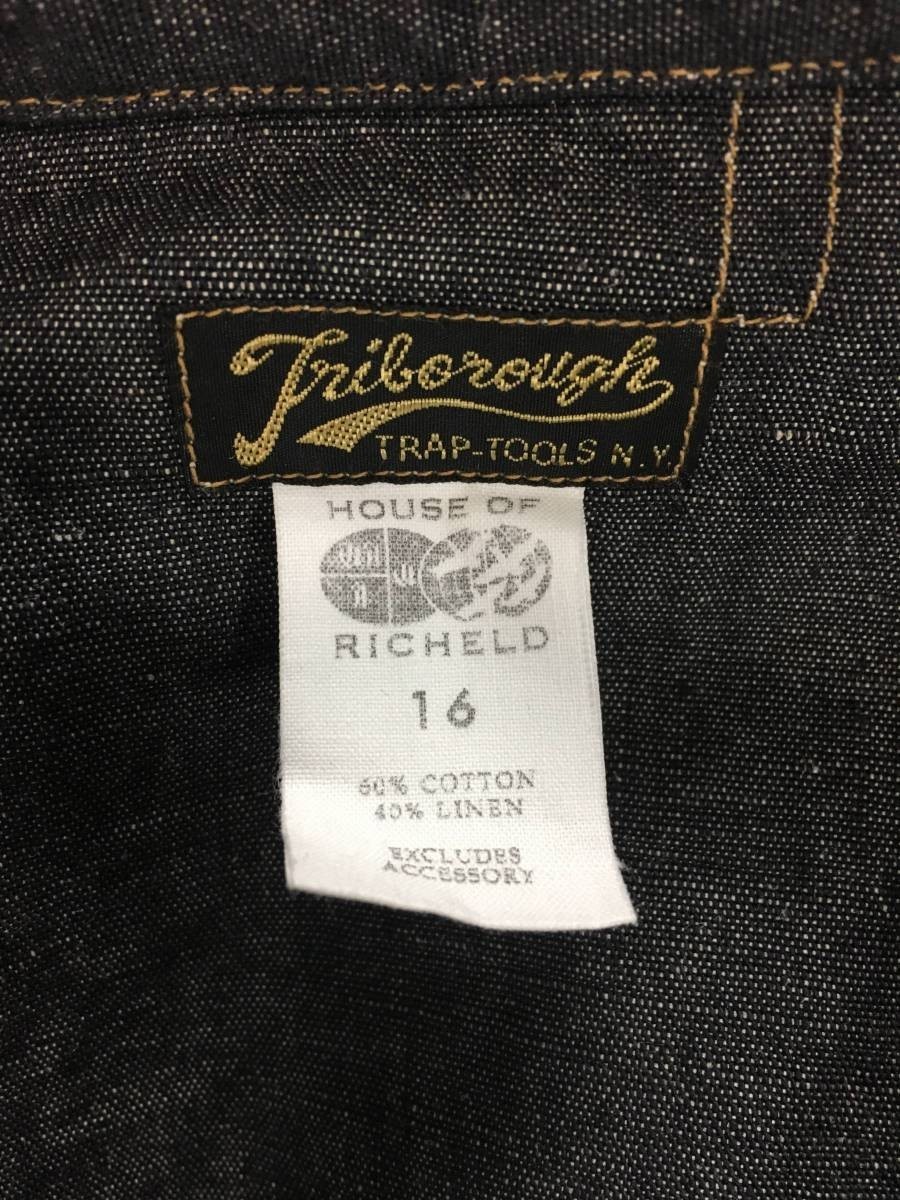 Triborough
TRAP-TOOLS N.Y.
HOUSE OF
RICHELD
16
60% COTTON
40% LINEN
EXCLUDES
ACCESSORY